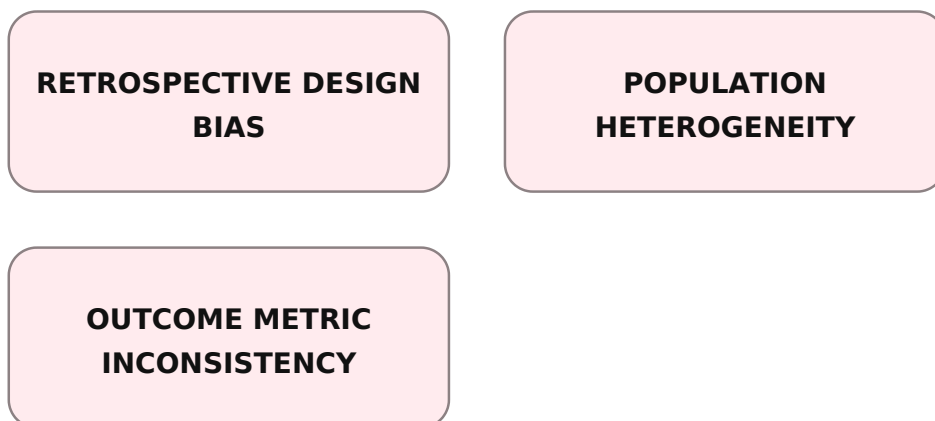 RETROSPECTIVE DESIGN
BIAS
POPULATION
HETEROGENEITY
OUTCOME METRIC
INCONSISTENCY